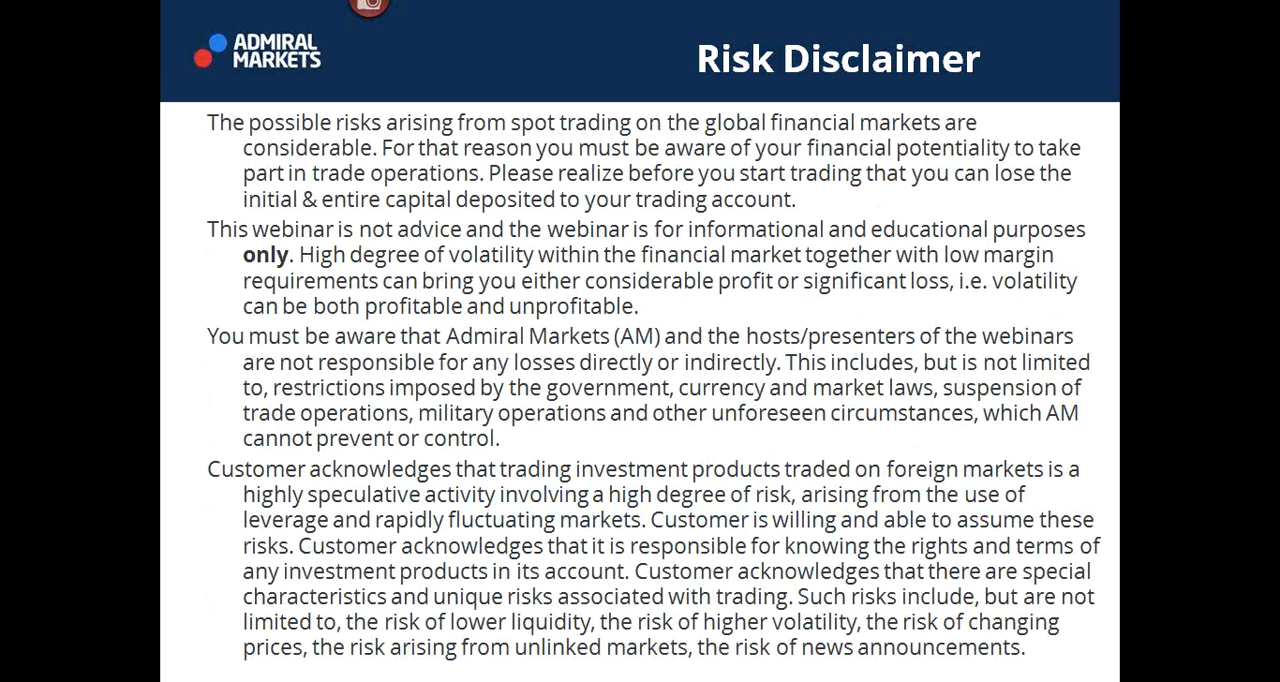 ADMIRAL
MARKETS
Risk Disclaimer
The possible risks arising from spot trading on the global financial markets are
considerable. For that reason you must be aware of your financial potentiality to take
part in trade operations. Please realize before you start trading that you can lose the
initial & entire capital deposited to your trading account.
This webinar is not advice and the webinar is for informational and educational purposes
only. High degree of volatility within the financial market together with low margin
requirements can bring you either considerable profit or significant loss, i.e. volatility
can be both profitable and unprofitable.
You must be aware that Admiral Markets (AM) and the hosts/presenters of the webinars
are not responsible for any losses directly or indirectly. This includes, but is not limited
to, restrictions imposed by the government, currency and market laws, suspension of
trade operations, military operations and other unforeseen circumstances, which AM
cannot prevent or control.
Customer acknowledges that trading investment products traded on foreign markets is a
highly speculative activity involving a high degree of risk, arising from the use of
leverage and rapidly fluctuating markets. Customer is willing and able to assume these
risks. Customer acknowledges that it is responsible for knowing the rights and terms of
any investment products in its account. Customer acknowledges that there are special
characteristics and unique risks associated with trading. Such risks include, but are not
limited to, the risk of lower liquidity, the risk of higher volatility, the risk of changing
prices, the risk arising from unlinked markets, the risk of news announcements.